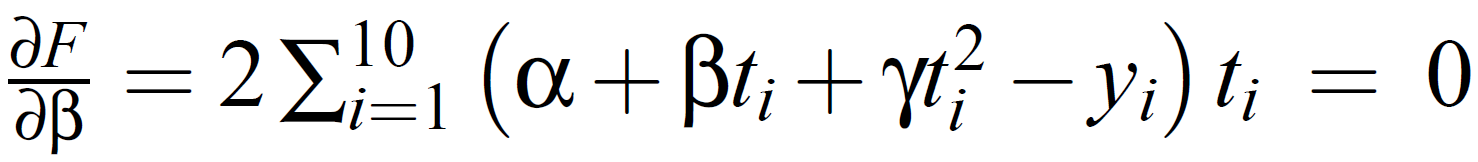 ∂F/∂β = 2∑_{i=1}^{10} (α + βt_i + γt_i^2 − y_i) t_i = 0